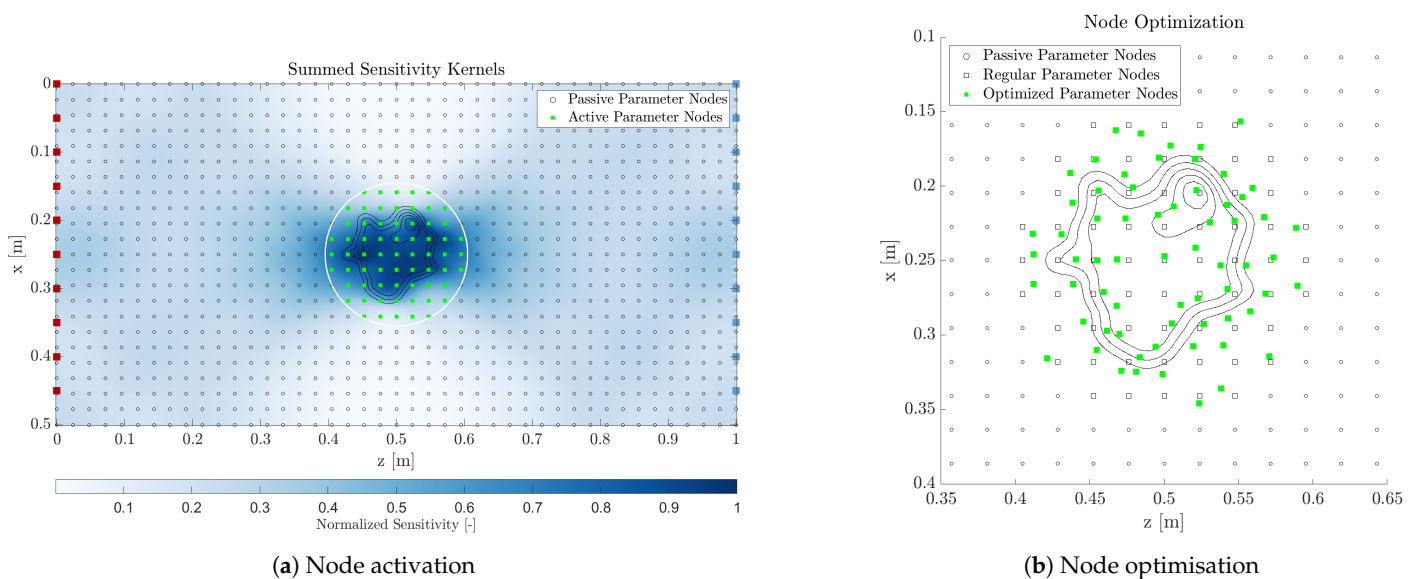 Summed Sensitivity Kernels
Passive Parameter Nodes
Active Parameter Nodes
0
0.1
0.2
0.3
0.4
0.5
x [m]
0 0.1 0.2 0.3 0.4 0.5 0.6 0.7 0.8 0.9 1
z [m]
0.1 0.2 0.3 0.4 0.5 0.6 0.7 0.8 0.9 1
Normalized Sensitivity [-]
(a) Node activation
Node Optimization
Passive Parameter Nodes
Regular Parameter Nodes
Optimized Parameter Nodes
0.1
0.15
0.2
0.25
0.3
0.35
0.4
x [m]
0.35 0.4 0.45 0.5 0.55 0.6 0.65
z [m]
(b) Node optimisation